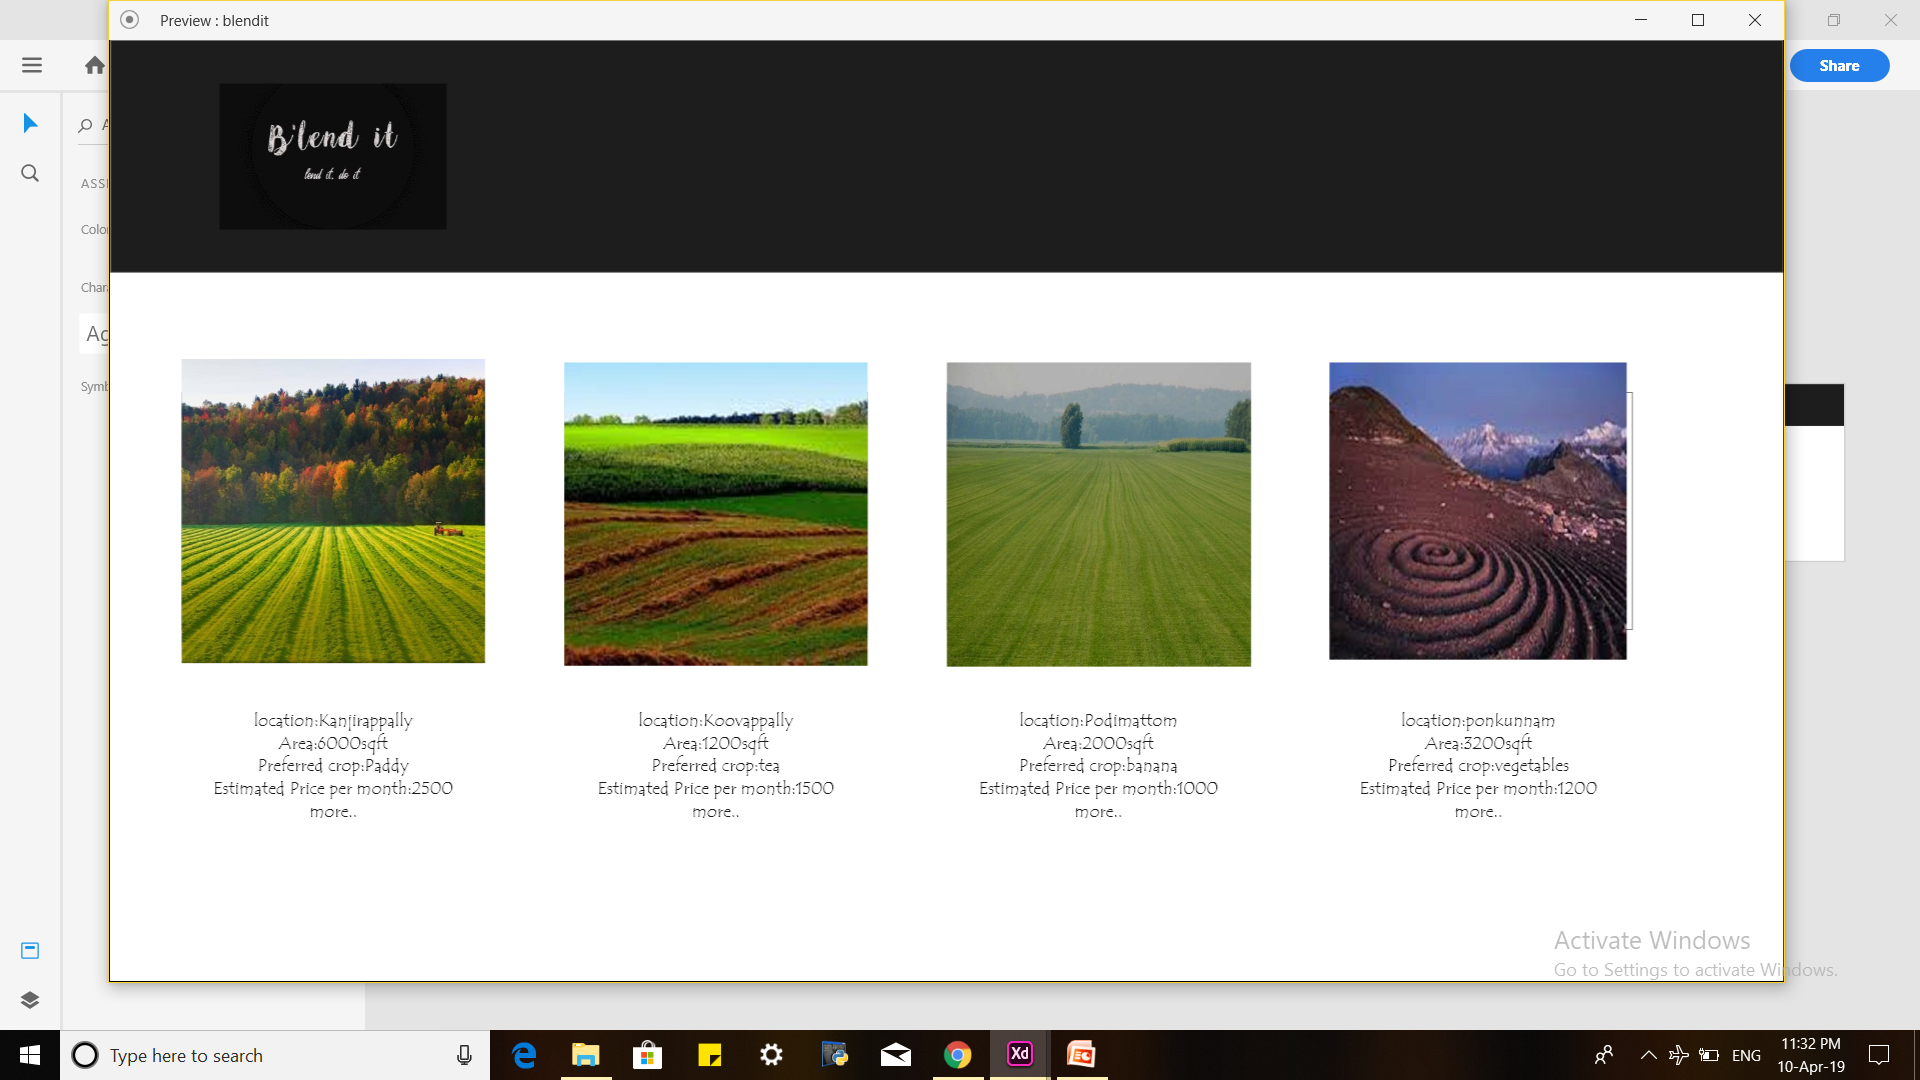 Preview : blendit
Share
B'lend it
lend it, do it
Colo
Ag
location:Kanjirappally
Area:6000sqft
Preferred crop:Paddy
Estimated Price per month:2500
more..
location:Koovappally
Area:1200sqft
Preferred crop:tea
Estimated Price per month:1500
more..
location:Podimattom
Area:2000sqft
Preferred crop:banana
Estimated Price per month:1000
more..
location:ponkunnam
Area:3200sqft
Preferred crop:vegetables
Estimated Price per month:1200
more..
Activate Windows
Go to Settings to activate Windows.
Type here to search
Xd
ENG
11:32 PM
10-Apr-19